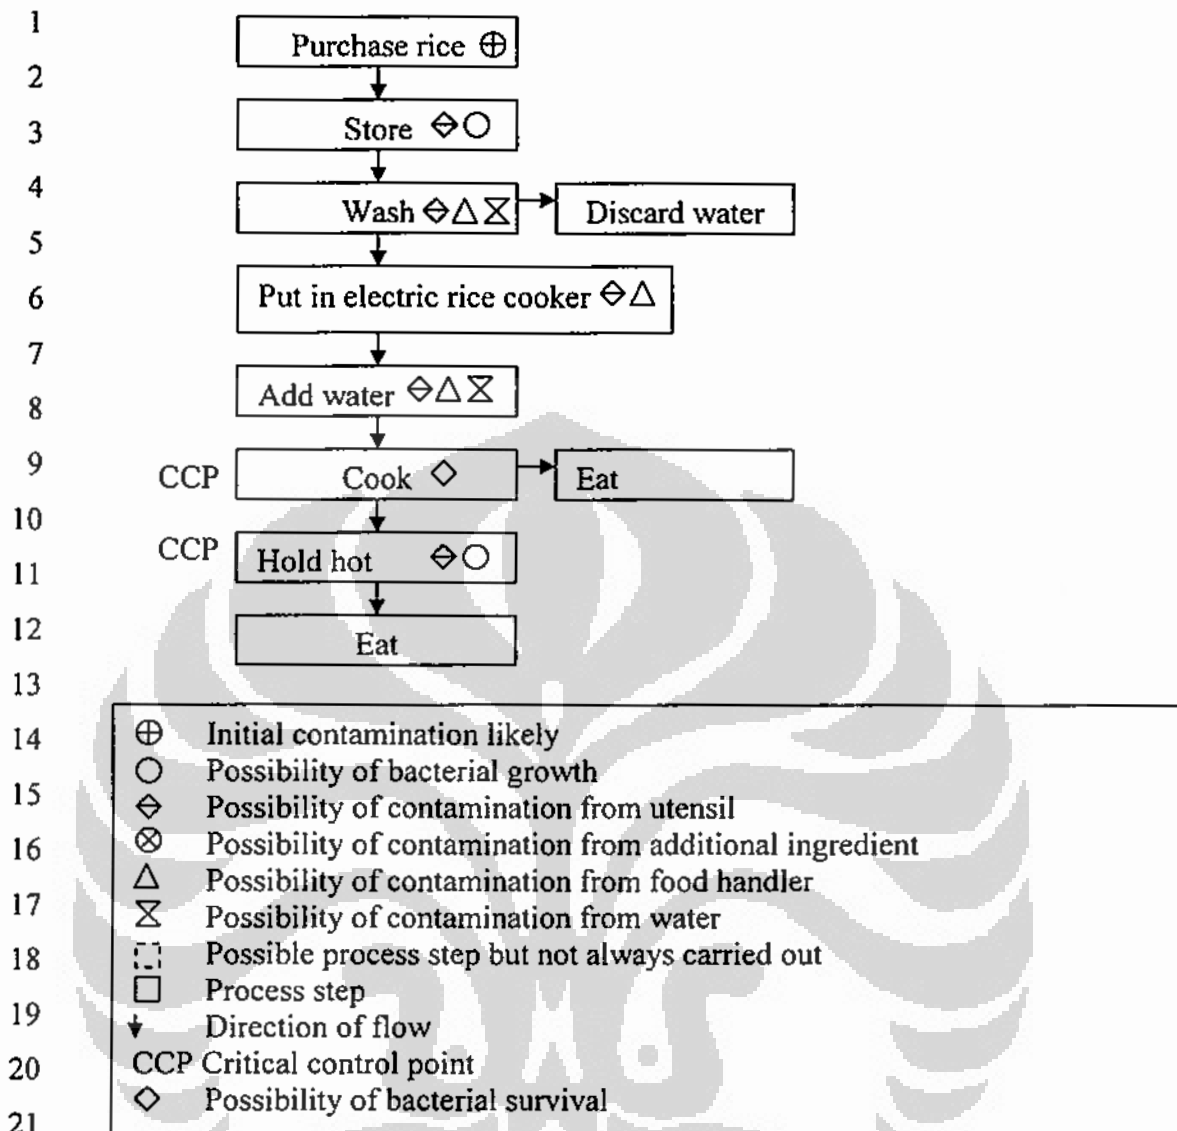 1
Purchase rice ⊕
2
3
Store ○
4
Wash △ Discard water
5
6
Put in electric rice cooker △
7
Add water △
8
9
CCP Cook ◇ Eat
10
CCP Hold hot ○
11
12
Eat
13
14
⊕ Initial contamination likely
○ Possibility of bacterial growth
15
Possibility of contamination from utensil
16
⊗ Possibility of contamination from additional ingredient
△ Possibility of contamination from food handler
17
Possibility of contamination from water
18
Possible process step but not always carried out
□ Process step
19
↓ Direction of flow
20
CCP Critical control point
◇ Possibility of bacterial survival
21